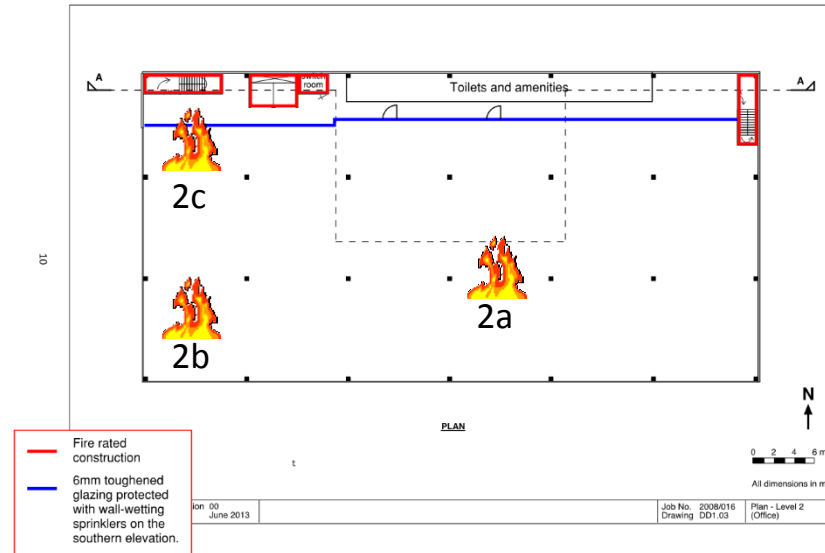 A
A
switch
room
Toilets and amenities
2c
10
2a
2b
N
PLAN
Fire rated
construction
t
0 2 4 6 m
All dimensions in m
6mm toughened
glazing protected
with wall-wetting
sprinklers on the
southern elevation.
ion 00
June 2013
Job No. 2008/016
Drawing DD1.03
Plan - Level 2
(Office)